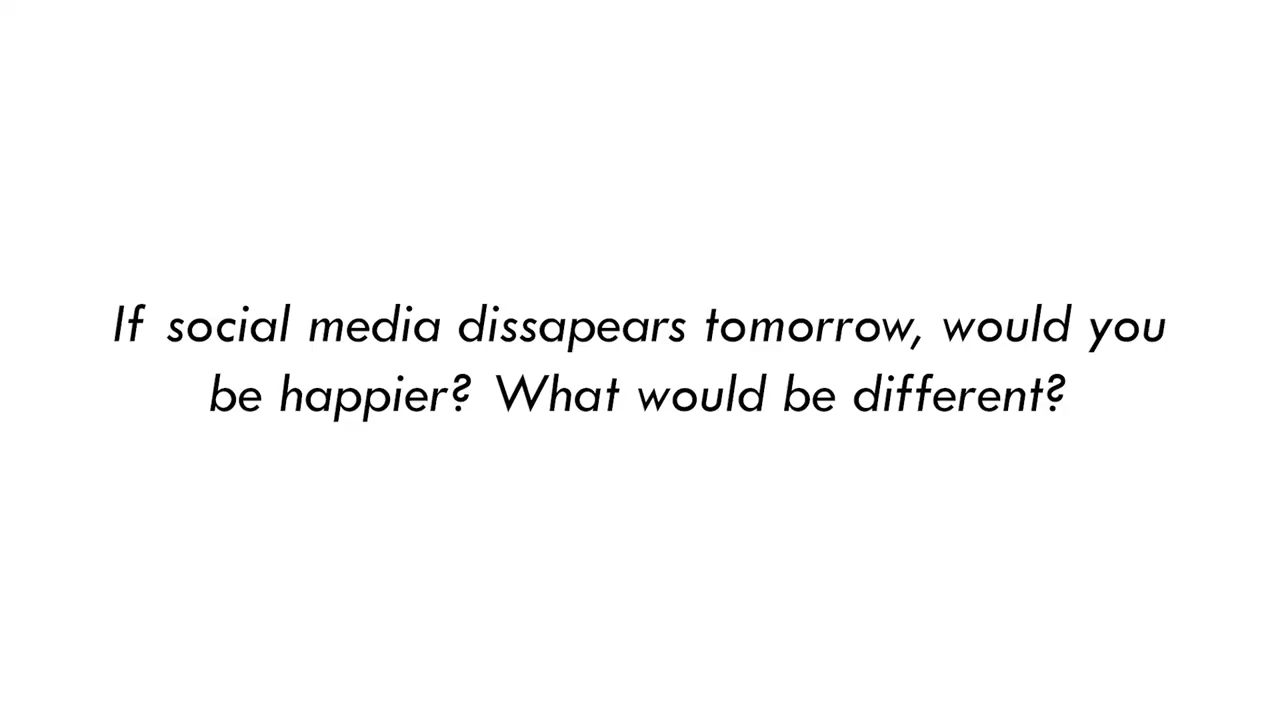 If social media dissapears tomorrow, would you
be happier? What would be different?